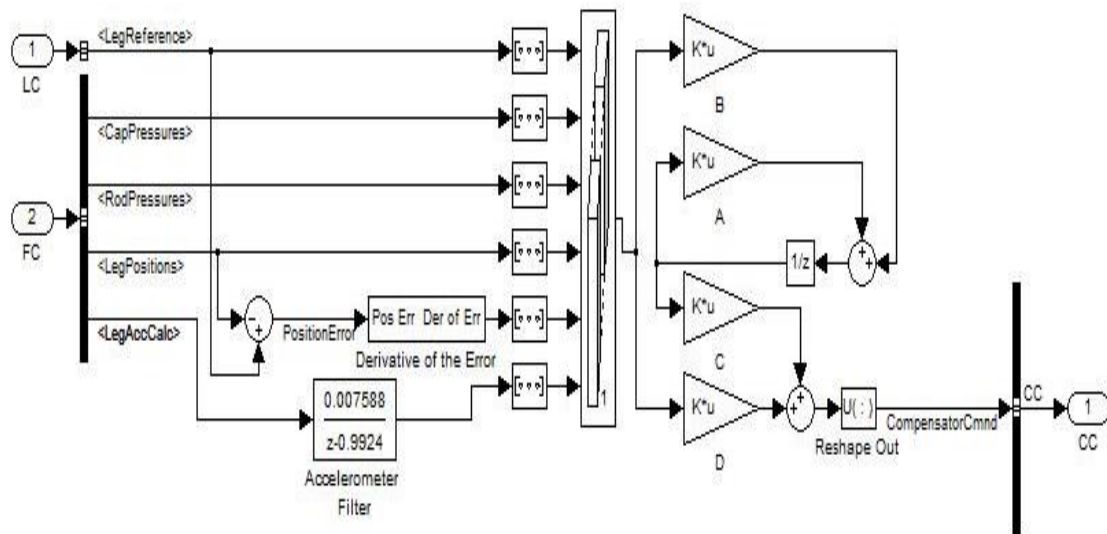 1
LC
<LegReference>
<CapPressures>
<RodPressures>
2
FC
<LegPositions>
<LegAccCalc>
−
+
PositionError
Pos Err Der of Err
Derivative of the Error
0.007588
z-0.9924
Accelerometer
Filter
[...]
[...]
[...]
[...]
[...]
[...]
1
K*u
B
K*u
A
+
+
1/z
K*u
C
K*u
D
+
+
U( : )
Reshape Out
CompensatorCmnd
CC
1
CC